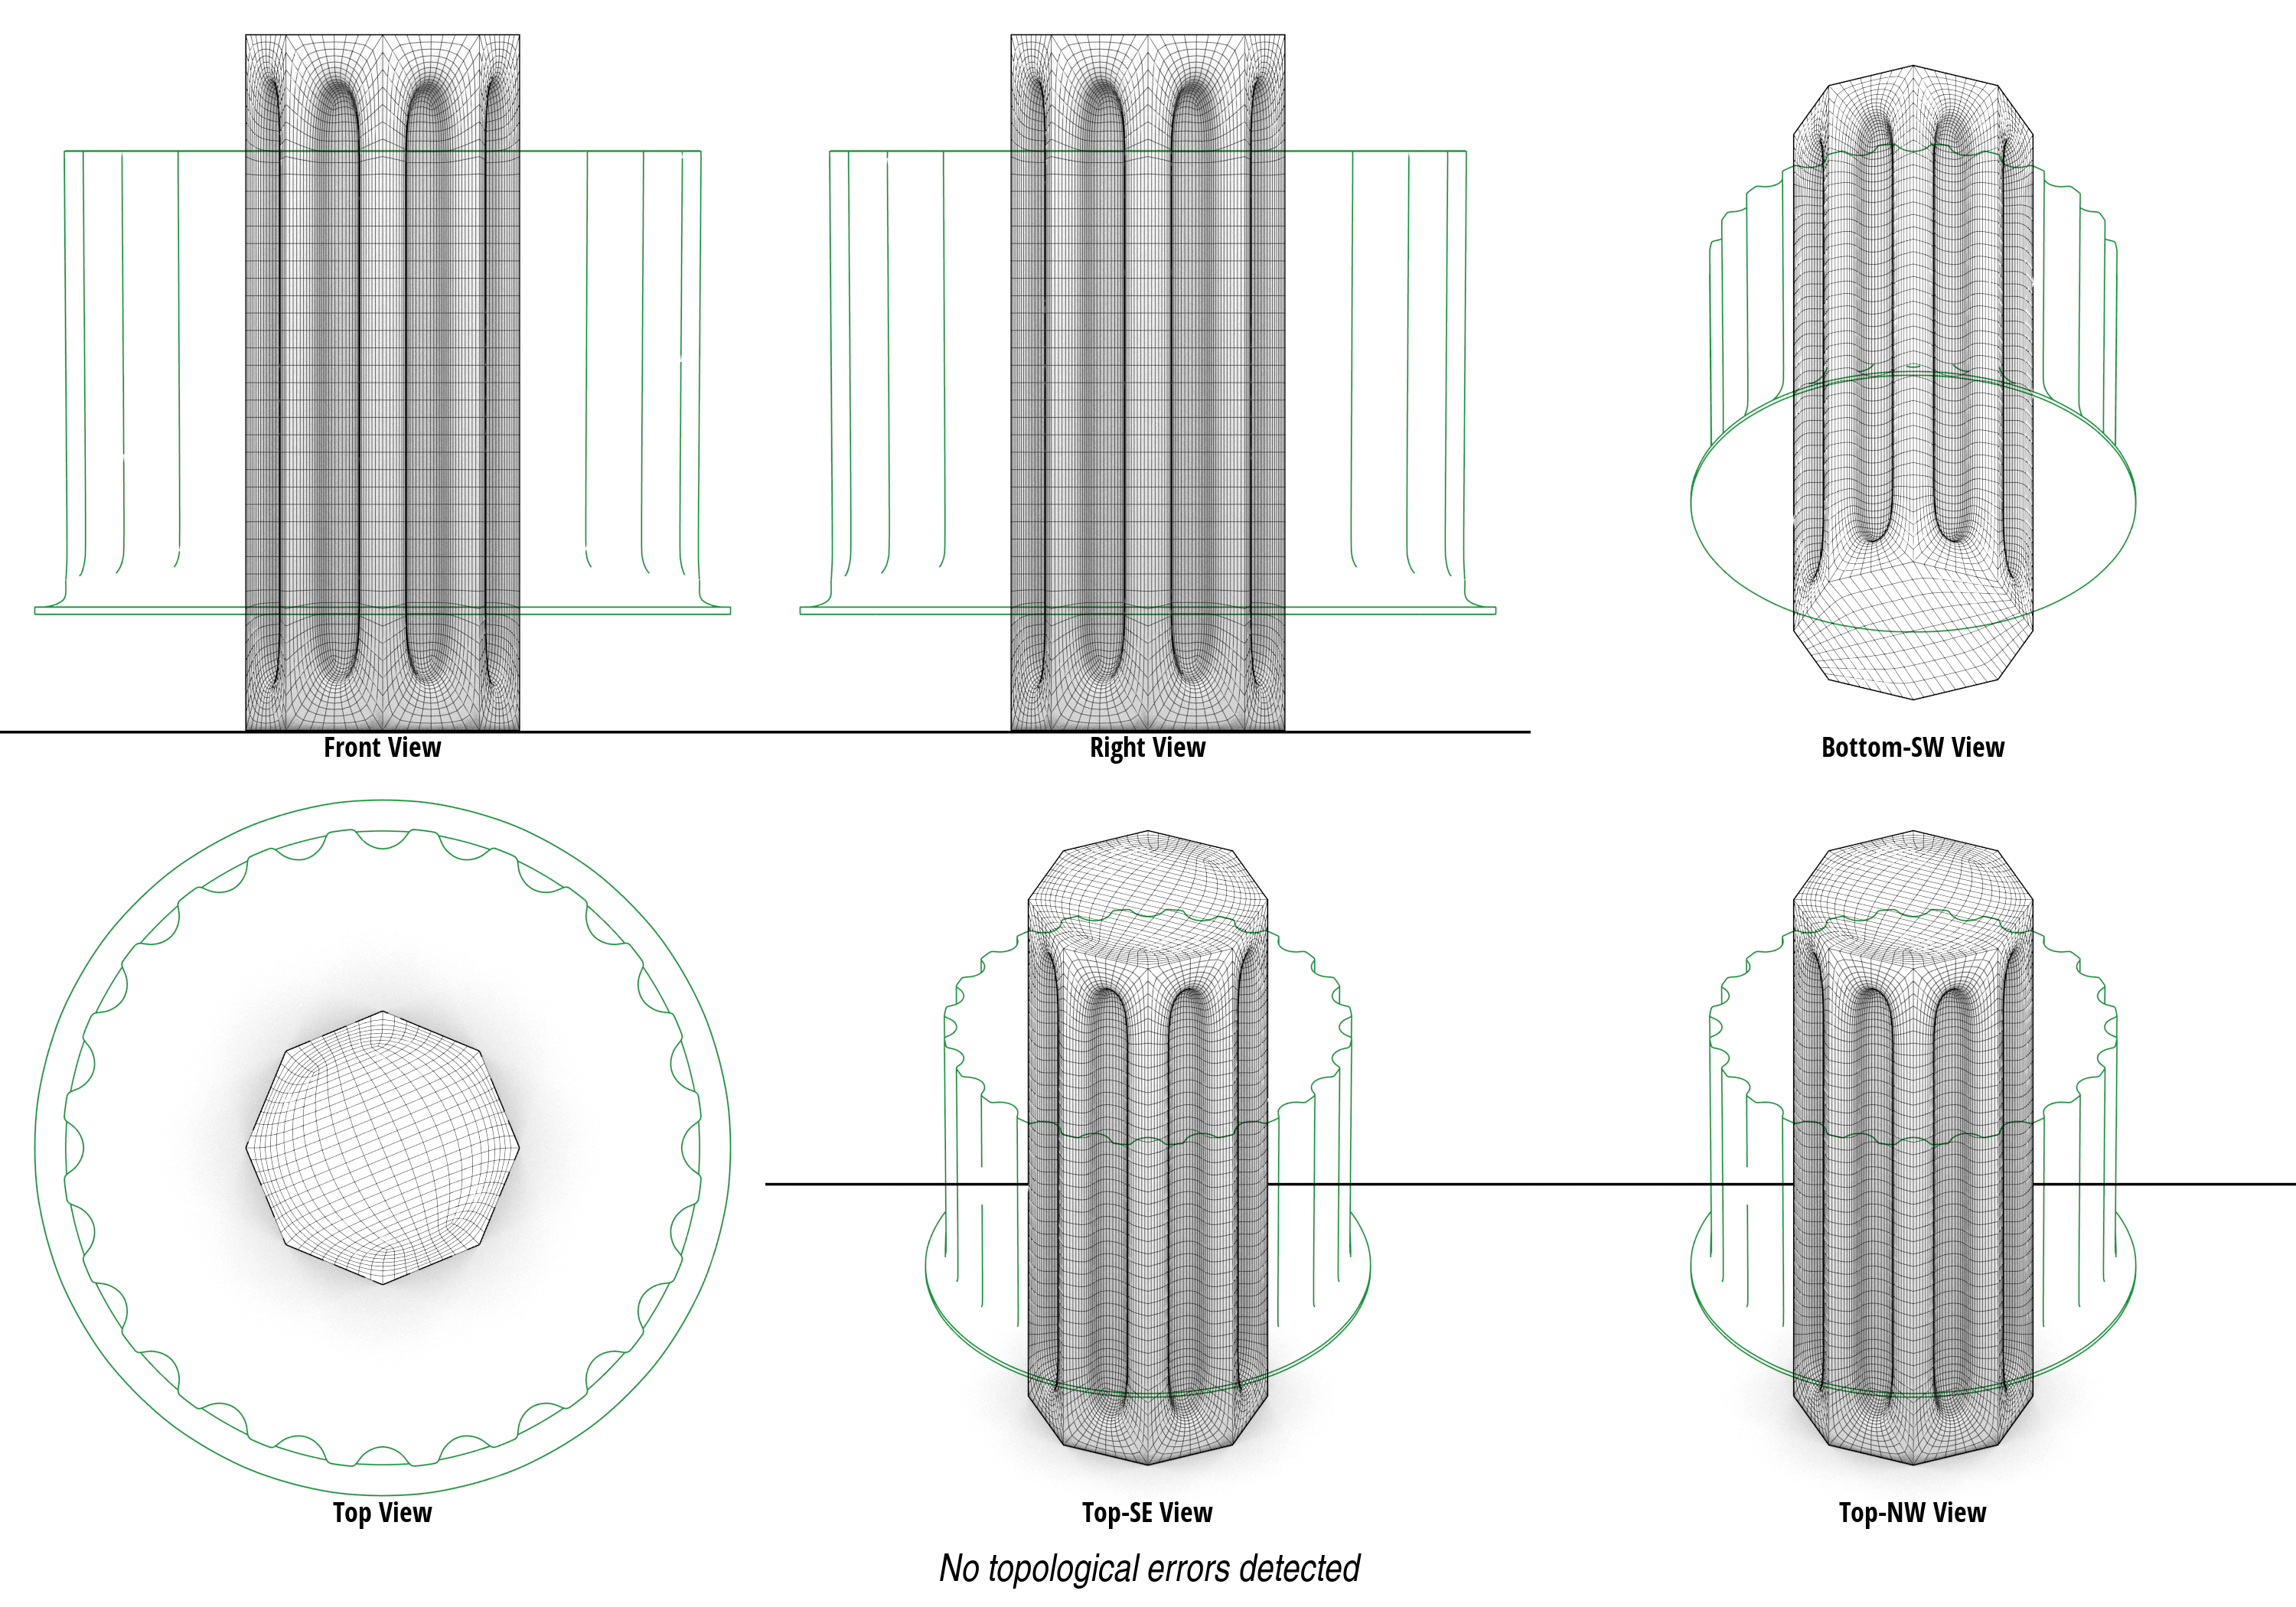 Front View
Right View
Bottom-SW View
Top View
Top-SE View
Top-NW View
No topological errors detected